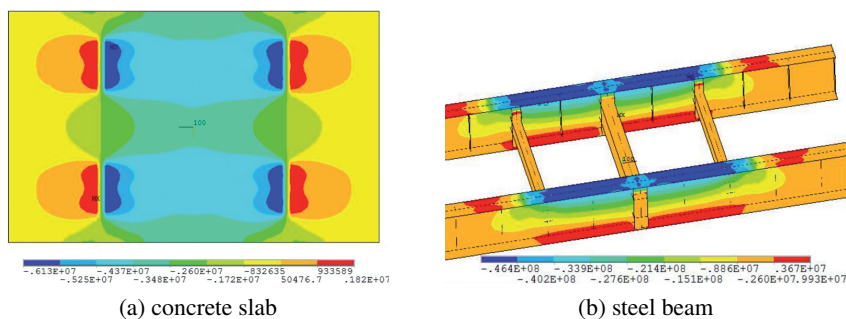 100
MX
-.613E+07 -.437E+07 -.260E+07 -832635 933589
-.525E+07 -.348E+07 -.172E+07 50476.7 .182E+07
-.464E+08 -.339E+08 -.214E+08 -.886E+07 .367E+07
-.402E+08 -.276E+08 -.151E+08 -.260E+07 .993E+07
(a) concrete slab
(b) steel beam